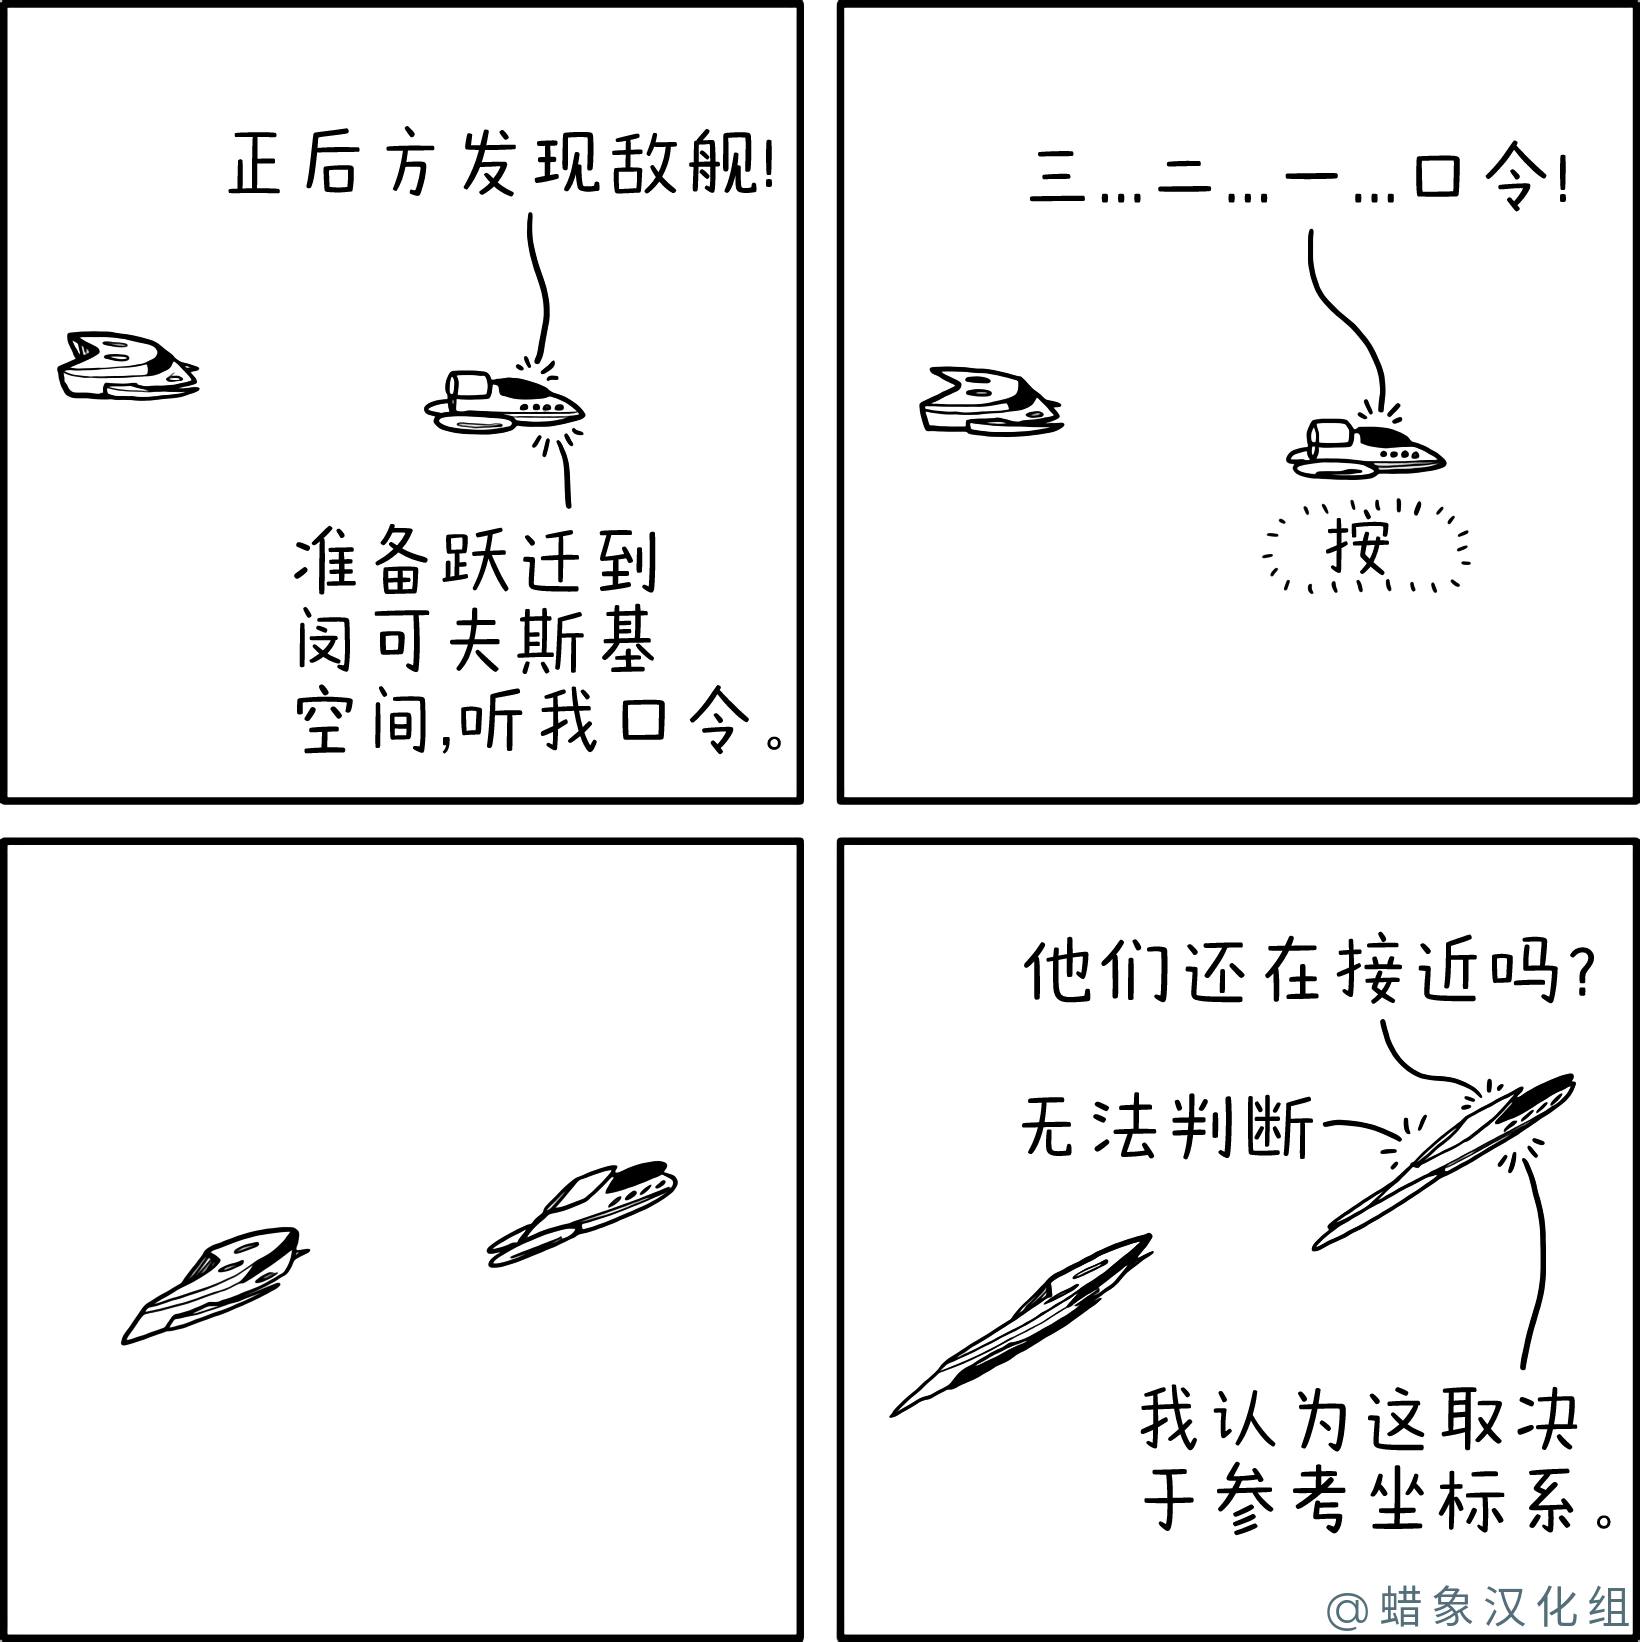 正后方发现敌舰!
准备跃迁到
闵可夫斯基
空间,听我口令。
三...二...一...口令!
按
他们还在接近吗?
无法判断
我认为这取决
于参考坐标系。
@蜡象汉化组